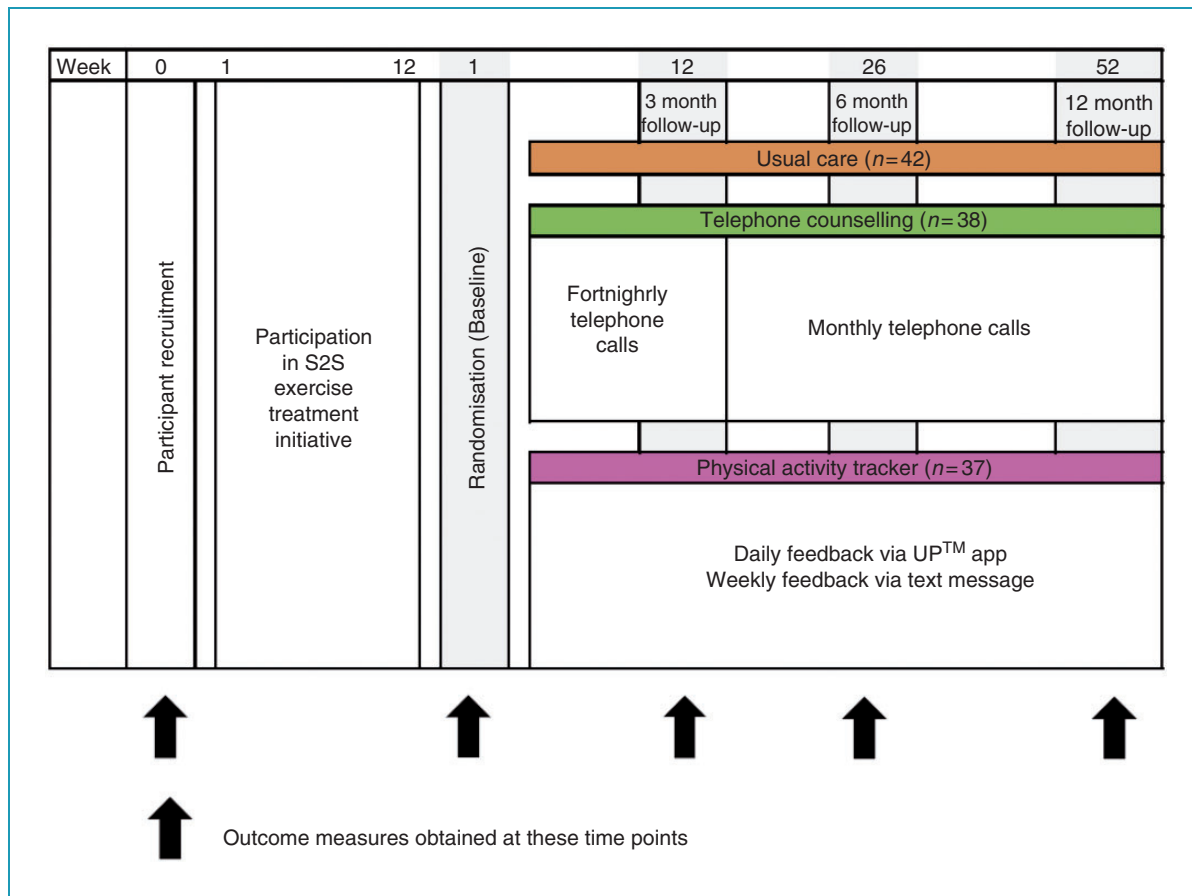 Week 0 1 12 1 12 26 52
3 month
follow-up
6 month
follow-up
12 month
follow-up
Usual care (n=42)
Telephone counselling (n=38)
Participant recruitment
Participation
in S2S
exercise
treatment
initiative
Randomisation (Baseline)
Fortnighrly
telephone
calls
Monthly telephone calls
Physical activity tracker (n=37)
Daily feedback via UP™ app
Weekly feedback via text message
Outcome measures obtained at these time points